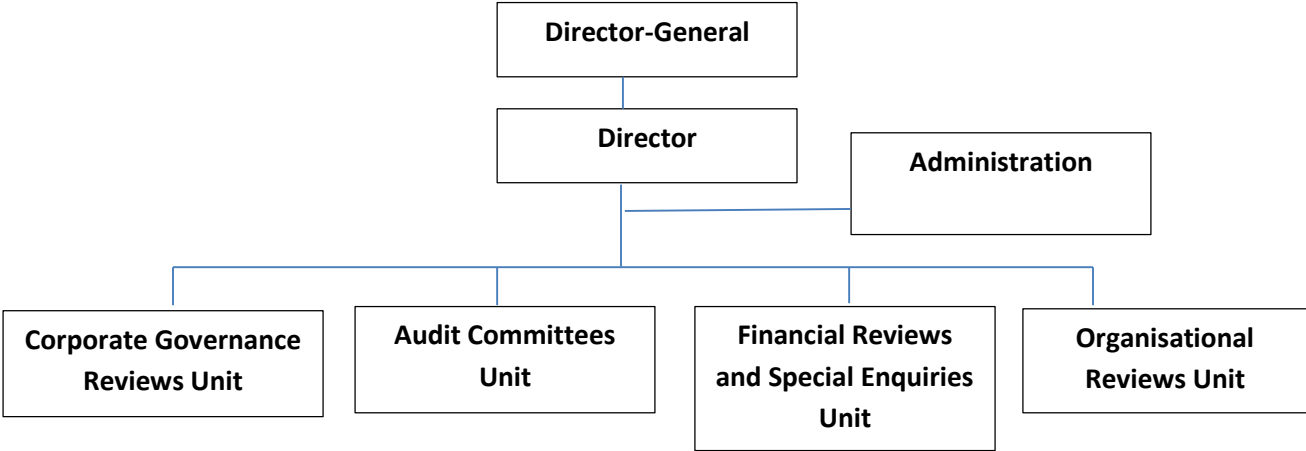 Director-General
Director
Administration
Corporate Governance
Reviews Unit
Audit Committees
Unit
Financial Reviews
and Special Enquiries
Unit
Organisational
Reviews Unit